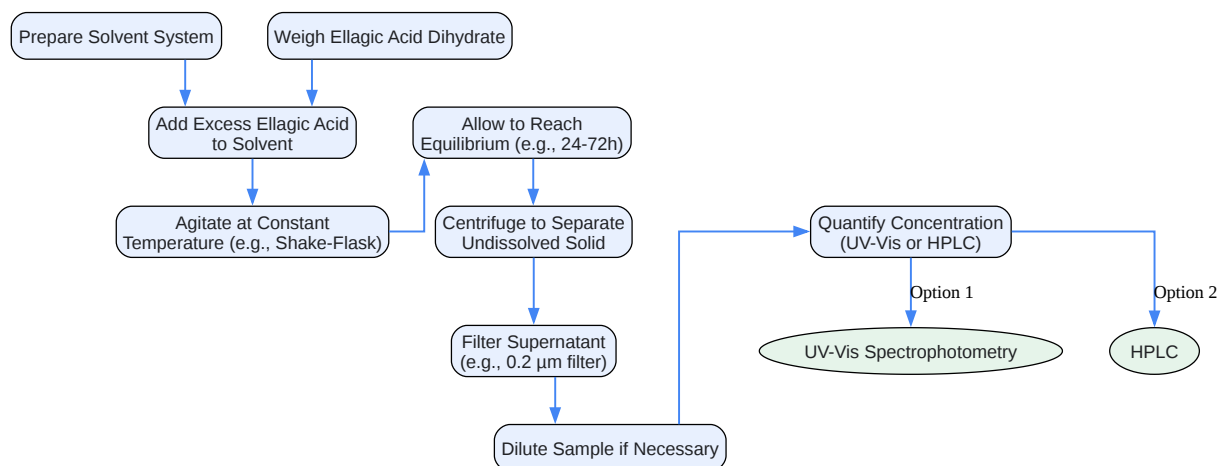 Prepare Solvent System
Weigh Ellagic Acid Dihydrate
Add Excess Ellagic Acid
to Solvent
Agitate at Constant
Temperature (e.g., Shake-Flask)
Allow to Reach
Equilibrium (e.g., 24-72h)
Centrifuge to Separate
Undissolved Solid
Filter Supernatant
(e.g., 0.2 µm filter)
Dilute Sample if Necessary
Quantify Concentration
(UV-Vis or HPLC)
Option 1
Option 2
UV-Vis Spectrophotometry
HPLC